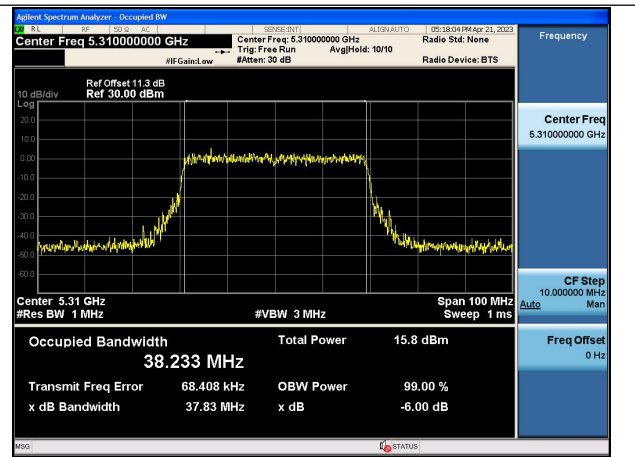 Agilent Spectrum Analyzer - Occupied BW
RL RF 50 Ω AC SENSE:INT ALIGN AUTO 05:18:04 PM Apr 21, 2023
Center Freq 5.310000000 GHz
Center Freq: 5.310000000 GHz Radio Std: None
Trig: Free Run Avg|Hold: 10/10
#IFGain:Low #Atten: 30 dB Radio Device: BTS
Frequency
Ref Offset 11.3 dB
10 dB/div Ref 30.00 dBm
Log
20.0
10.0
0.00
-10.0
-20.0
-30.0
-40.0
-50.0
-60.0
Center Freq
5.310000000 GHz
Center 5.31 GHz Span 100 MHz
#Res BW 1 MHz #VBW 3 MHz Sweep 1 ms
CF Step
10.000000 MHz
Auto Man
Occupied Bandwidth Total Power 15.8 dBm
38.233 MHz
Transmit Freq Error 68.408 kHz OBW Power 99.00 %
x dB Bandwidth 37.83 MHz x dB -6.00 dB
Freq Offset
0 Hz
MSG STATUS